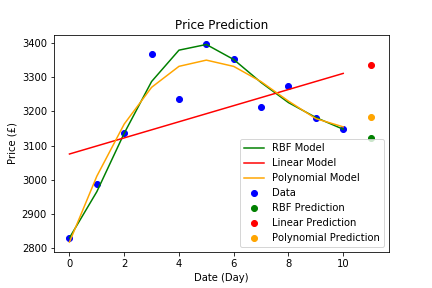 Price Prediction
3400
3300
3200
3100
3000
2900
2800
Price (£)
0
2
4
6
8
10
Date (Day)
RBF Model
Linear Model
Polynomial Model
Data
RBF Prediction
Linear Prediction
Polynomial Prediction